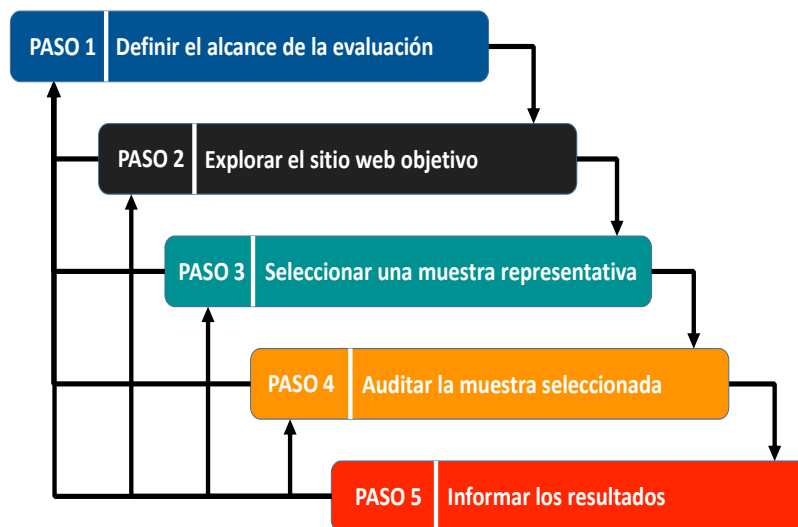 PASO 1 Definir el alcance de la evaluación
PASO 2 Explorar el sitio web objetivo
PASO 3 Seleccionar una muestra representativa
PASO 4 Auditar la muestra seleccionada
PASO 5 Informar los resultados